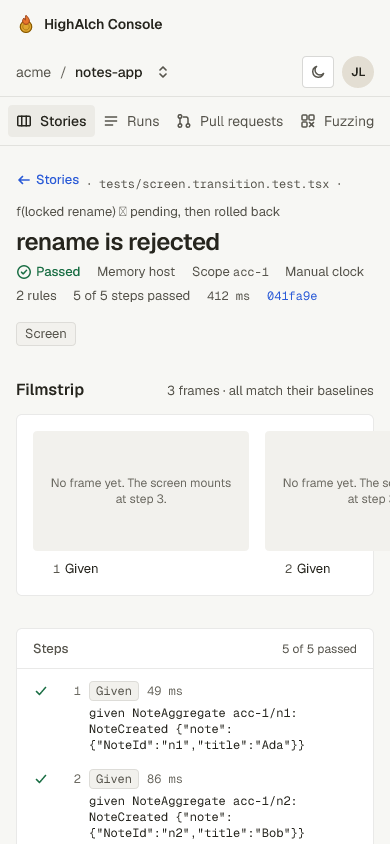 HighAlch Console
acme / notes-app
JL
Stories Runs Pull requests Fuzzing
← Stories · tests/screen.transition.test.tsx ·
f(locked rename) pending, then rolled back
rename is rejected
Passed Memory host Scope acc-1 Manual clock
2 rules 5 of 5 steps passed 412 ms 041fa9e
Screen
Filmstrip 3 frames · all match their baselines
No frame yet. The screen mounts
at step 3.
No frame yet. The s
at step
1 Given
2 Given
Steps 5 of 5 passed
1 Given 49 ms
given NoteAggregate acc-1/n1:
NoteCreated {"note":
{"NoteId":"n1","title":"Ada"}}
2 Given 86 ms
given NoteAggregate acc-1/n2:
NoteCreated {"note":
{"NoteId":"n2","title":"Bob"}}